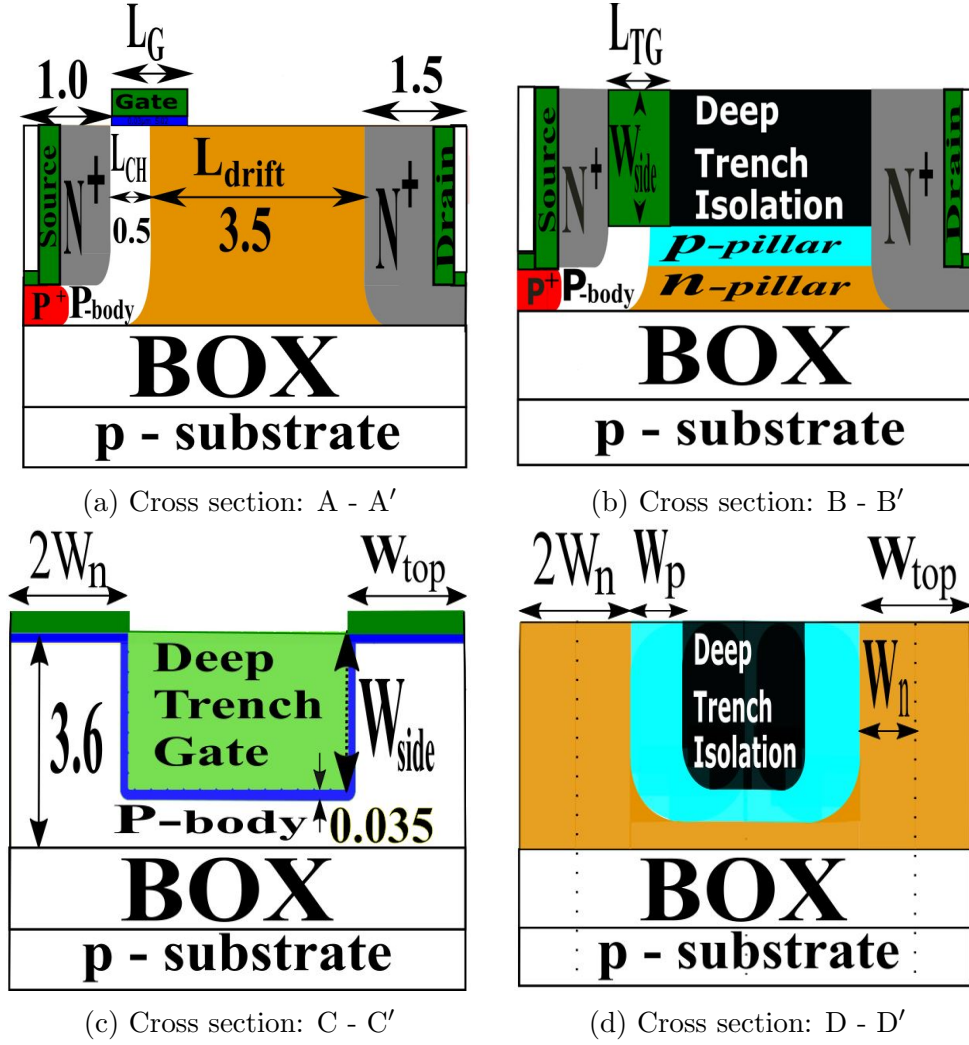 L_G
1.0
Gate
1.5
Source
N+
L_CH
0.5
L_drift
3.5
N+
Drain
P+
P-body
BOX
p - substrate
(a) Cross section: A - A′
L_TG
Source
N+
W_side
Deep
Trench
Isolation
p-pillar
n-pillar
N+
Drain
P+
P-body
BOX
p - substrate
(b) Cross section: B - B′
2W_n
W_top
Deep
Trench
Gate
3.6
W_side
P-body
0.035
BOX
p - substrate
(c) Cross section: C - C′
2W_n
W_p
W_top
Deep
Trench
Isolation
W_n
BOX
p - substrate
(d) Cross section: D - D′